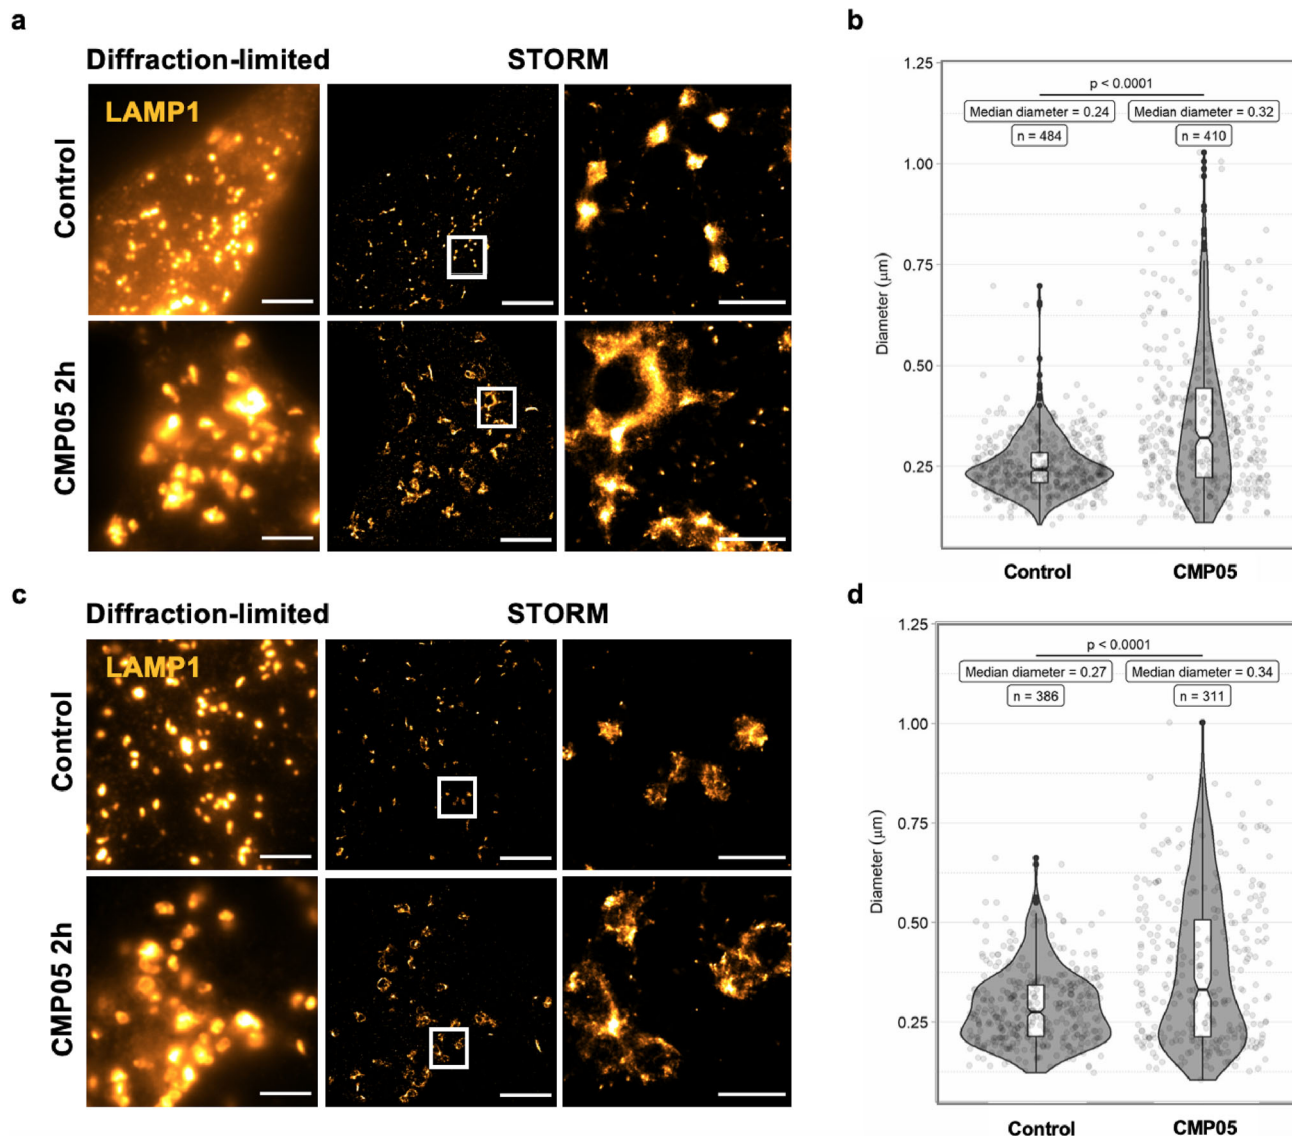 a
Diffraction-limited
STORM
LAMP1
Control
CMP05 2h
b
1.25
1.00
0.75
0.50
0.25
Diameter (μm)
p < 0.0001
Median diameter = 0.24
Median diameter = 0.32
n = 484
n = 410
Control
CMP05
c
Diffraction-limited
STORM
LAMP1
Control
CMP05 2h
d
1.25
1.00
0.75
0.50
0.25
Diameter (μm)
p < 0.0001
Median diameter = 0.27
Median diameter = 0.34
n = 386
n = 311
Control
CMP05